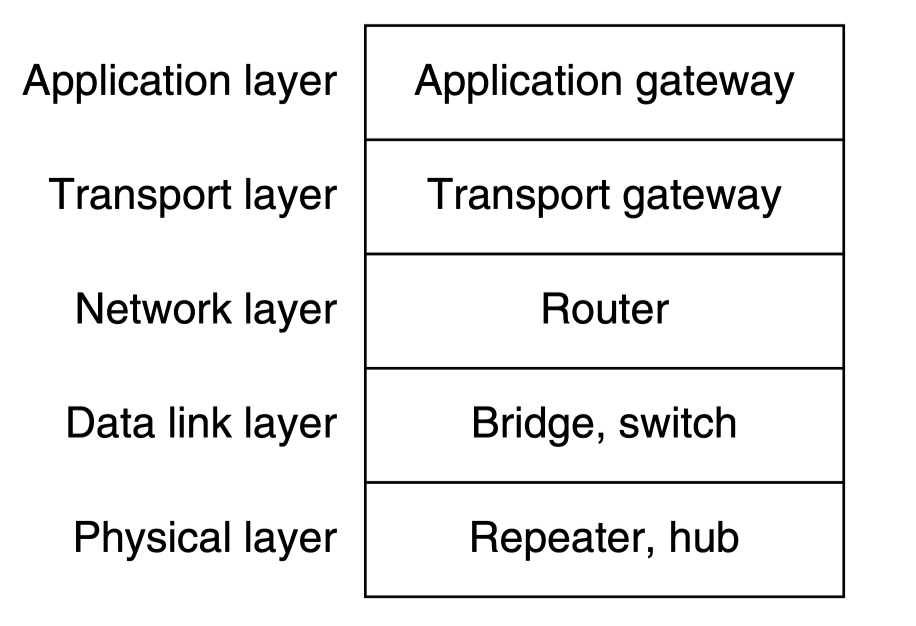 Application layer Application gateway
Transport layer Transport gateway
Network layer Router
Data link layer Bridge, switch
Physical layer Repeater, hub